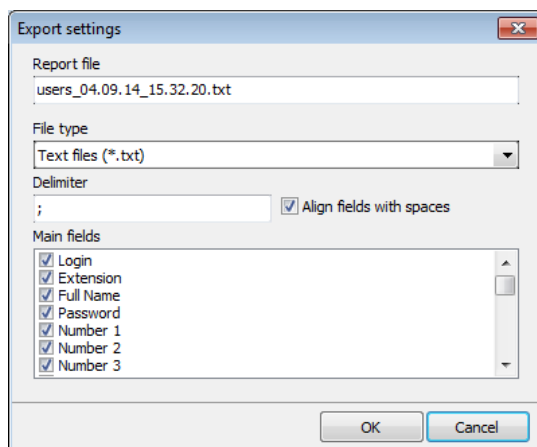 Export settings
Report file
users_04.09.14_15.32.20.txt
File type
Text files (*.txt)
Delimiter
; Align fields with spaces
Main fields
Login
Extension
Full Name
Password
Number 1
Number 2
Number 3
OK Cancel